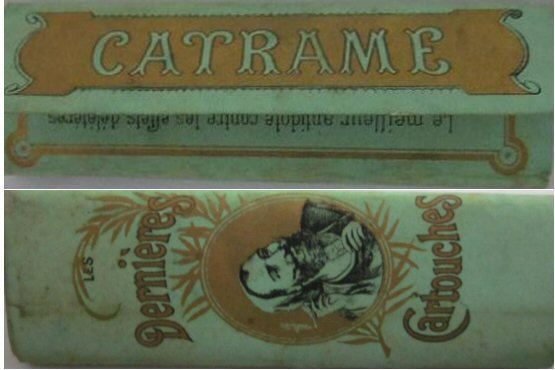 CATRAME
Le meilleur antidote contre les effets délétères
LES
Dernières
Cartouches